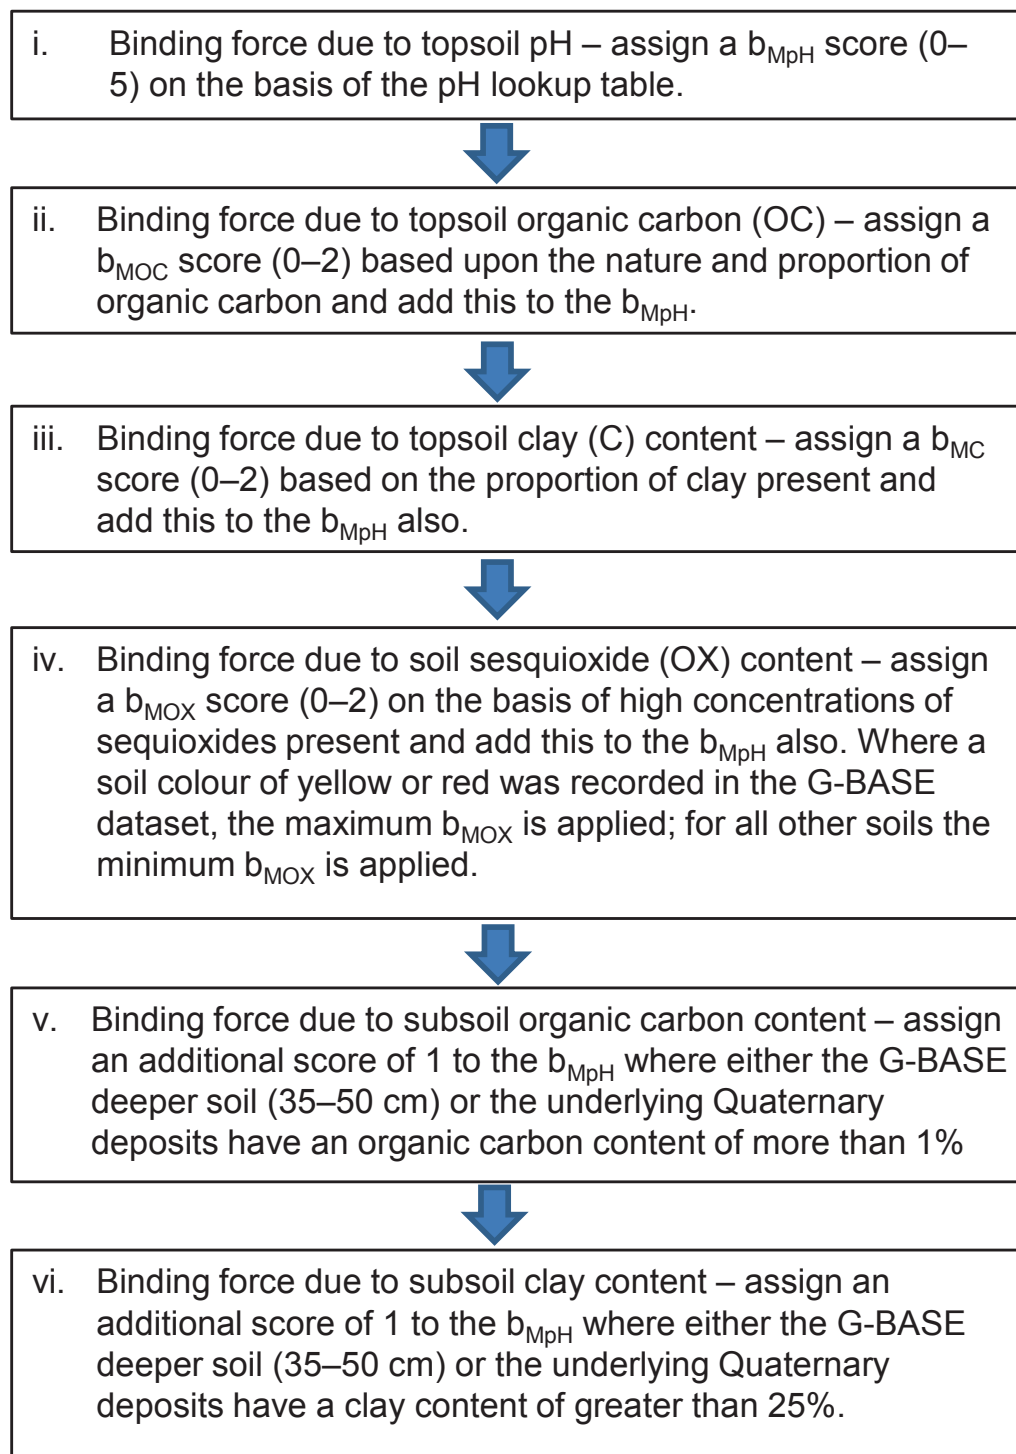 i. Binding force due to topsoil pH – assign a bMpH score (0–
5) on the basis of the pH lookup table.
ii. Binding force due to topsoil organic carbon (OC) – assign a
bMOC score (0–2) based upon the nature and proportion of
organic carbon and add this to the bMpH.
iii. Binding force due to topsoil clay (C) content – assign a bMC
score (0–2) based on the proportion of clay present and
add this to the bMpH also.
iv. Binding force due to soil sesquioxide (OX) content – assign
a bMOX score (0–2) on the basis of high concentrations of
sequioxides present and add this to the bMpH also. Where a
soil colour of yellow or red was recorded in the G-BASE
dataset, the maximum bMOX is applied; for all other soils the
minimum bMOX is applied.
v. Binding force due to subsoil organic carbon content – assign
an additional score of 1 to the bMpH where either the G-BASE
deeper soil (35–50 cm) or the underlying Quaternary
deposits have an organic carbon content of more than 1%
vi. Binding force due to subsoil clay content – assign an
additional score of 1 to the bMpH where either the G-BASE
deeper soil (35–50 cm) or the underlying Quaternary
deposits have a clay content of greater than 25%.